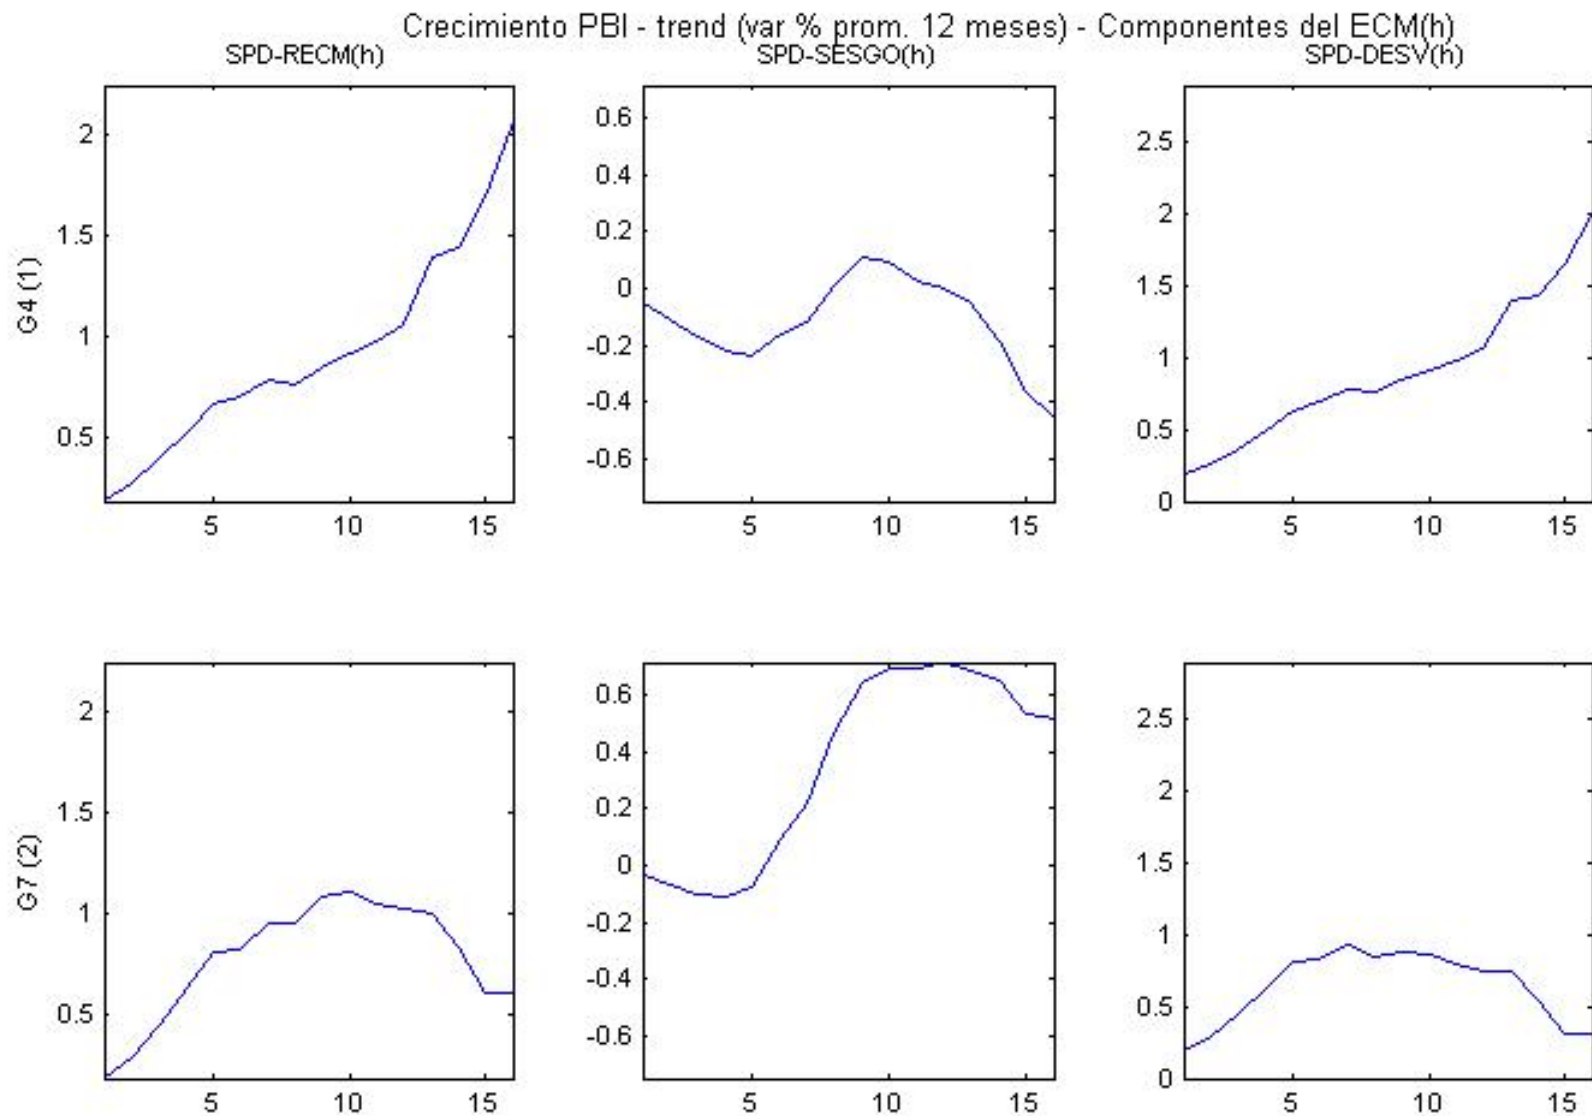 Crecimiento PBI - trend (var % prom. 12 meses) - Componentes del ECM(h)
SPD-RECM(h)
SPD-SESGO(h)
SPD-DESV(h)
G4 (1)
2
1.5
1
0.5
5 10 15
0.6
0.4
0.2
0
-0.2
-0.4
-0.6
5 10 15
2.5
2
1.5
1
0.5
0
5 10 15
G7 (2)
2
1.5
1
0.5
5 10 15
0.6
0.4
0.2
0
-0.2
-0.4
-0.6
5 10 15
2.5
2
1.5
1
0.5
0
5 10 15